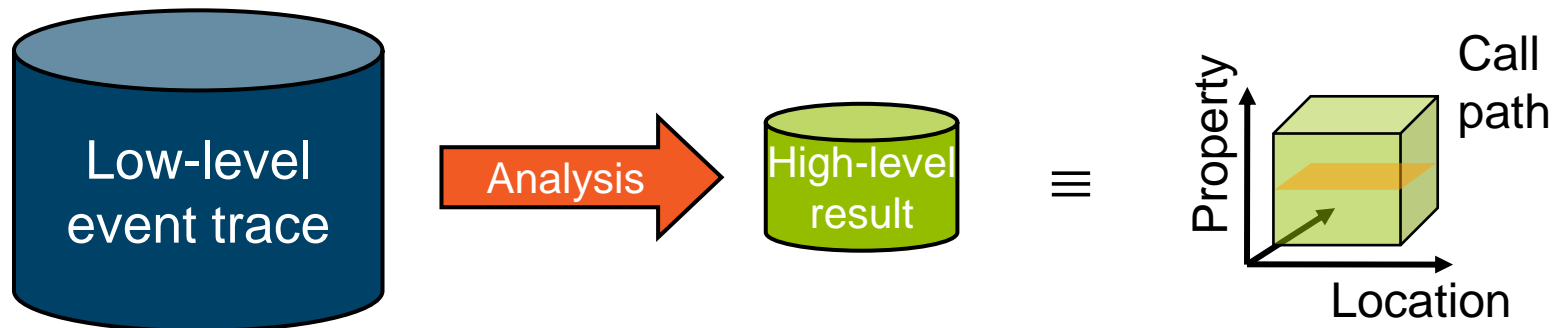 Low-level
event trace
Analysis
High-level
result
≡
Property
Call
path
Location